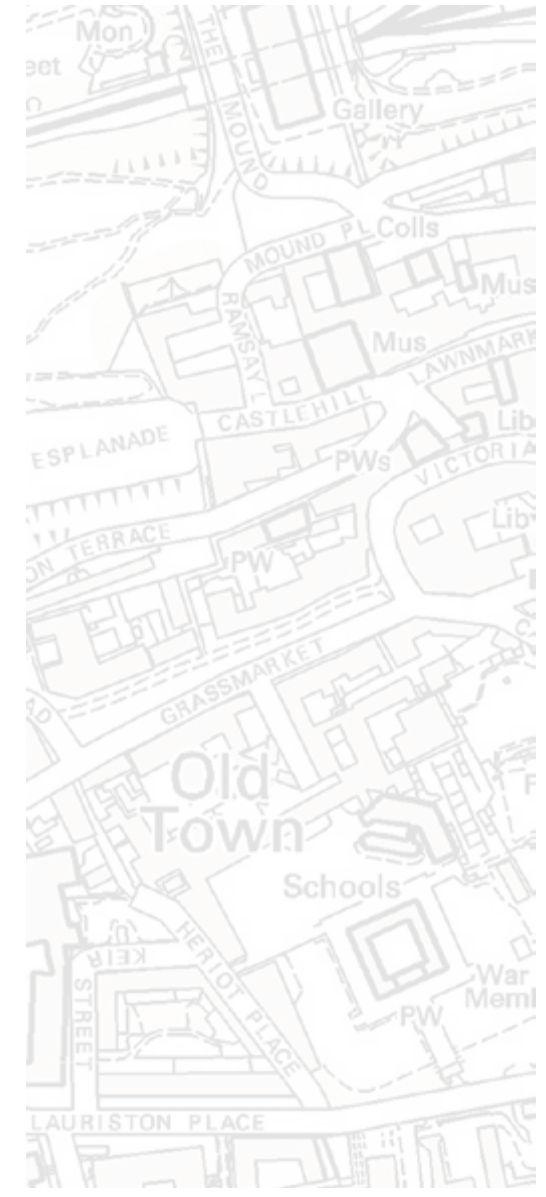 Mon
THE MOUND
Gallery
MOUND PL
Colls
RAMSAY L
Mus
Mus
LAWNMARK
CASTLEHILL
Lib
ESPLANADE
PWs
VICTORIA
Lib
ON TERRACE
PW
GRASSMARKET
Old
Town
Schools
HERIOT PLACE
KEIR
STREET
War
Meml
PW
LAURISTON PLACE